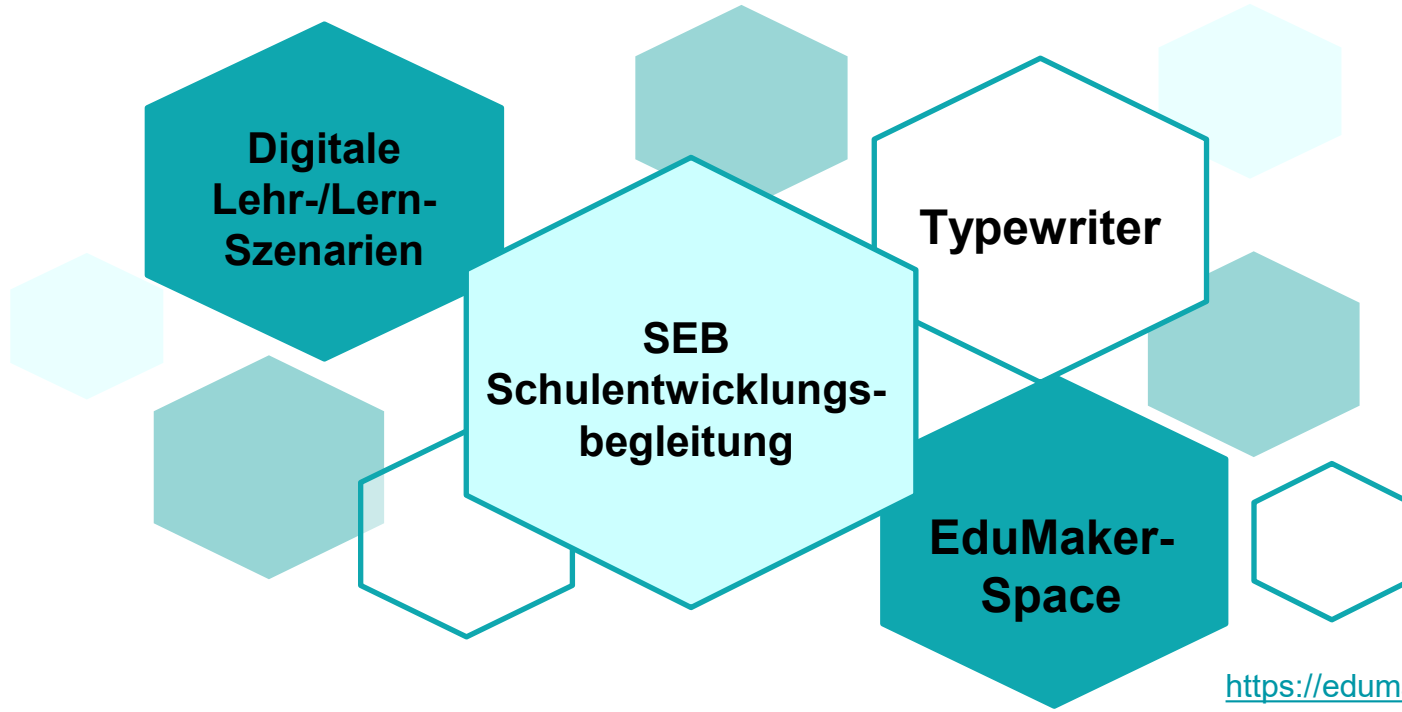 Digitale
Lehr-/Lern-
Szenarien
Typewriter
SEB
Schulentwicklungs-
begleitung
EduMaker-
Space
https://edum